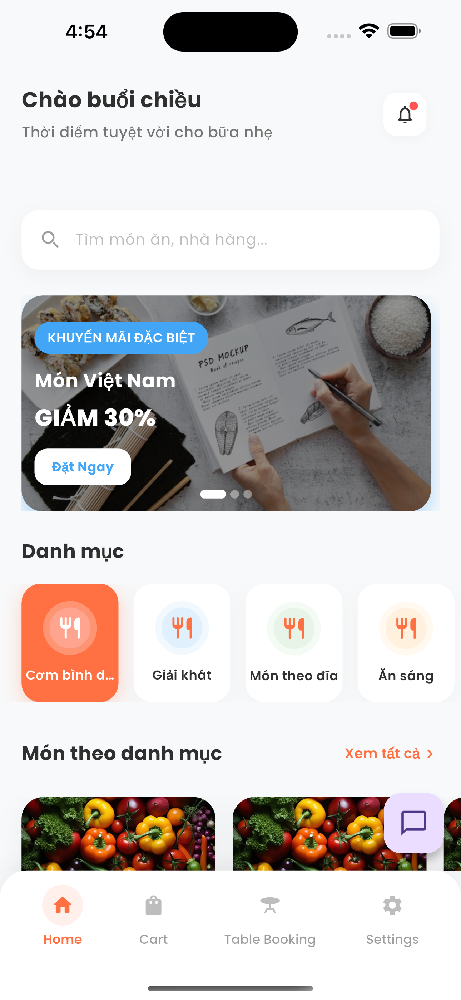 4:54
Chào buổi chiều
Thời điểm tuyệt vời cho bữa nhẹ
Tìm món ăn, nhà hàng...
KHUYẾN MÃI ĐẶC BIỆT
Món Việt Nam
GIẢM 30%
Đặt Ngay
PSD MOCKUP
Book of recipes
Danh mục
Cơm bình d...
Giải khát
Món theo đĩa
Ăn sáng
Món theo danh mục
Xem tất cả
Home
Cart
Table Booking
Settings